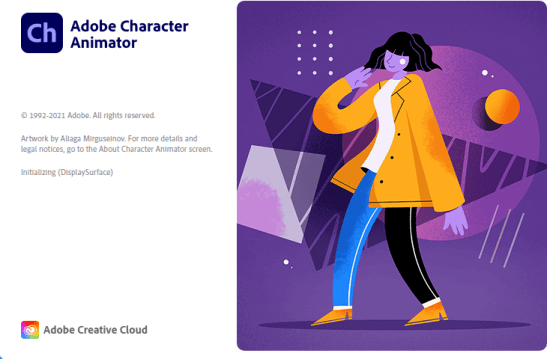 Ch
Adobe Character
Animator
© 1992-2021 Adobe. All rights reserved.
Artwork by Aliaga Mirguseinov. For more details and
legal notices, go to the About Character Animator screen.
Initializing (DisplaySurface)
Adobe Creative Cloud